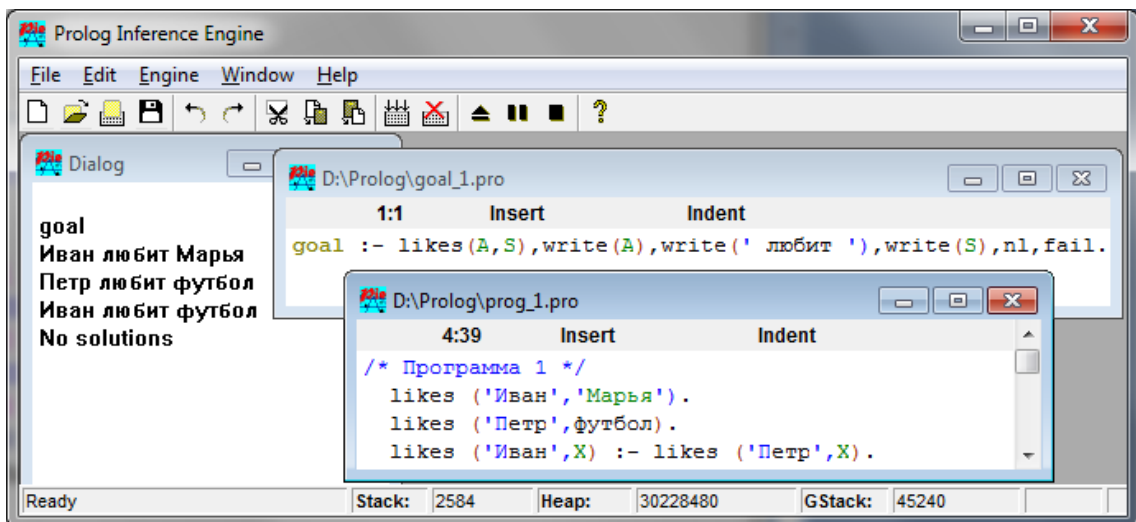 Prolog Inference Engine
File Edit Engine Window Help
Dialog
goal
Иван любит Марья
Петр любит футбол
Иван любит футбол
No solutions
D:\Prolog\goal_1.pro
1:1 Insert Indent
goal :- likes(A,S),write(A),write(' любит '),write(S),nl,fail.
D:\Prolog\prog_1.pro
4:39 Insert Indent
/* Программа 1 */
likes ('Иван','Марья').
likes ('Петр',футбол).
likes ('Иван',X) :- likes ('Петр',X).
Ready Stack: 2584 Heap: 30228480 GStack: 45240